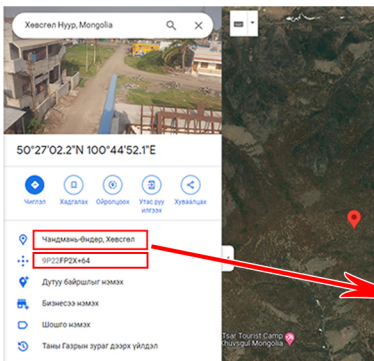 Хөвсгөл Нуур, Mongolia
50°27'02.2"N 100°44'52.1"E
Чиглэл
Хадгалах
Ойролцоох
Утас руу илгээх
Хуваалцах
Чандмань-Өндөр, Хөвсгөл
9P22FP2X+64
Дутуу байршлыг нэмэх
Бизнесээ нэмэх
Шошго нэмэх
Таны Газрын зураг дээрх үйлдэл
Tsar Tourist Camp
Khuvsgul Mongolia